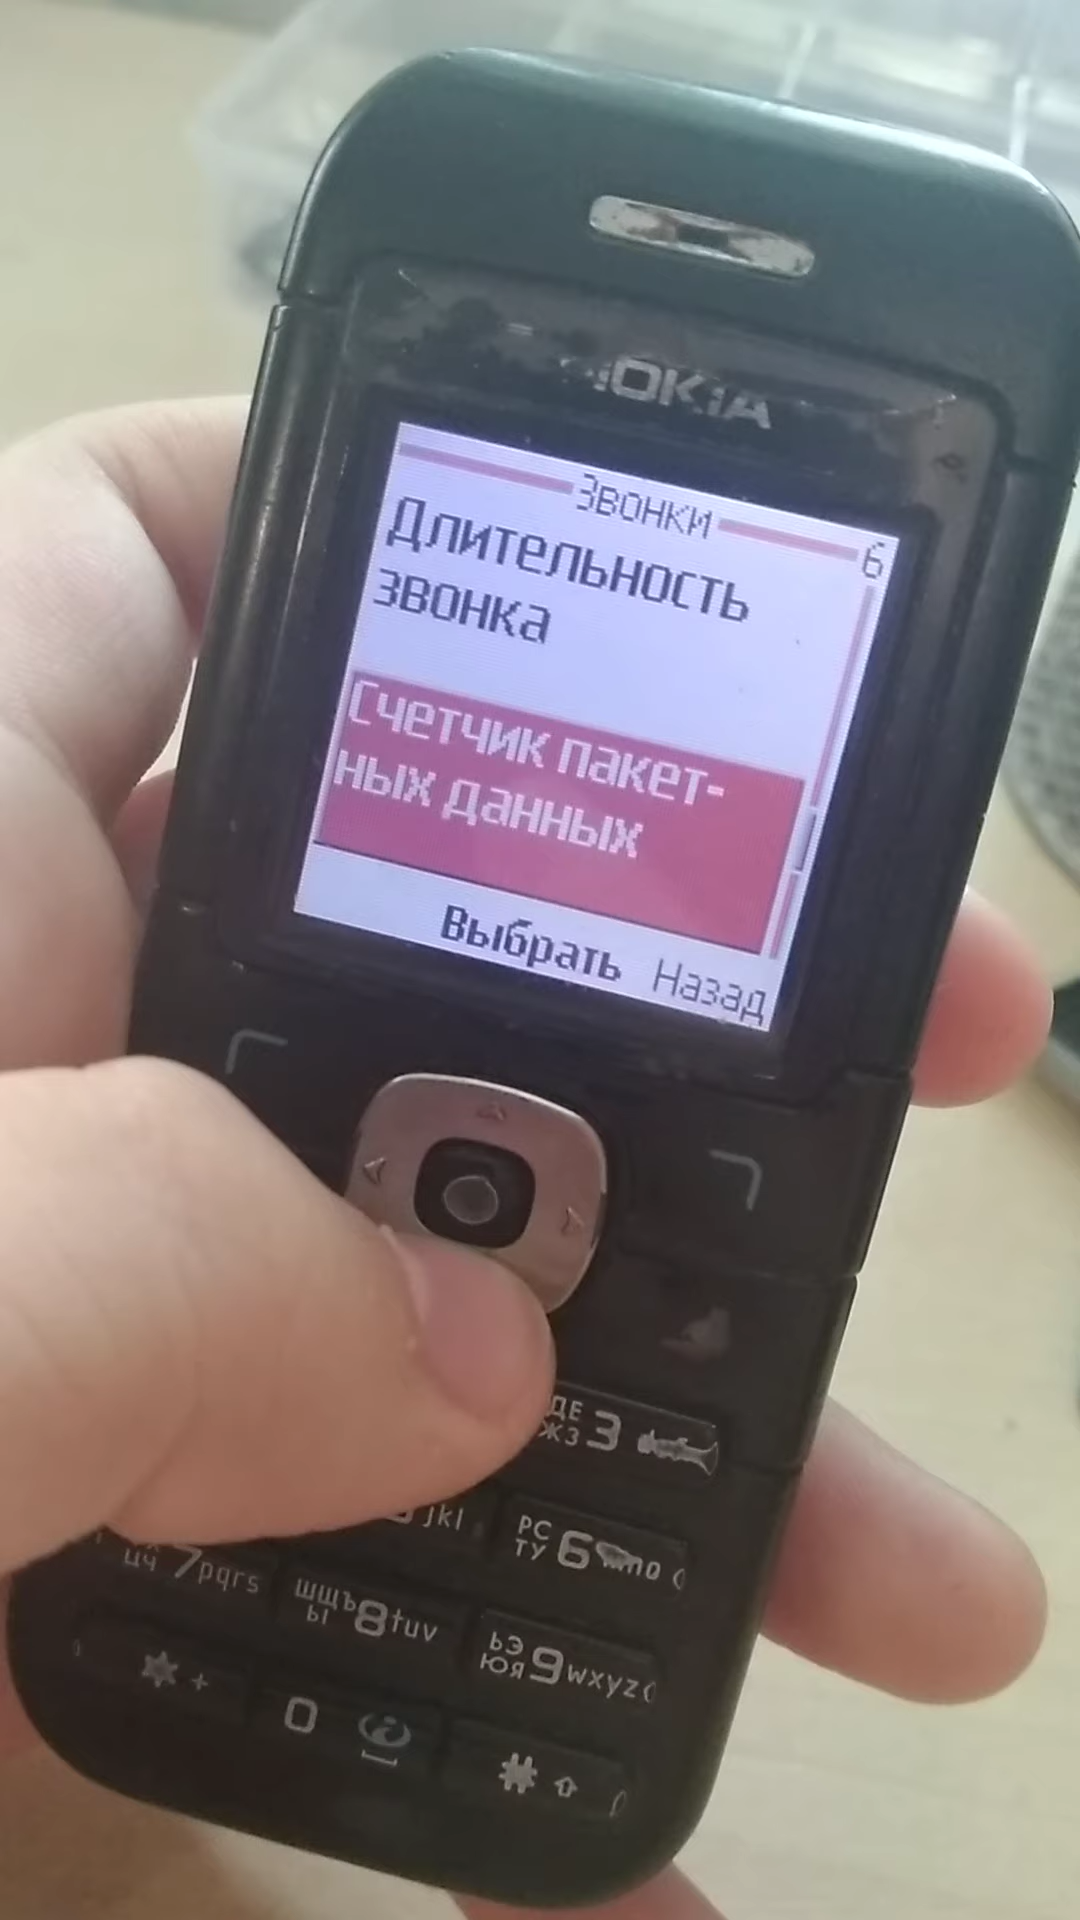 NOKIA
Звонки
6
Длительность
звонка
Счетчик пакет-
ных данных
Выбрать Назад
ДЕ
ЖЗ 3
jkl
РС
ТУ 6 mno
7pqrs
ШЩЪ
Ы 8tuv
ЬЭ
ЮЯ 9wxyz
* +
0
#